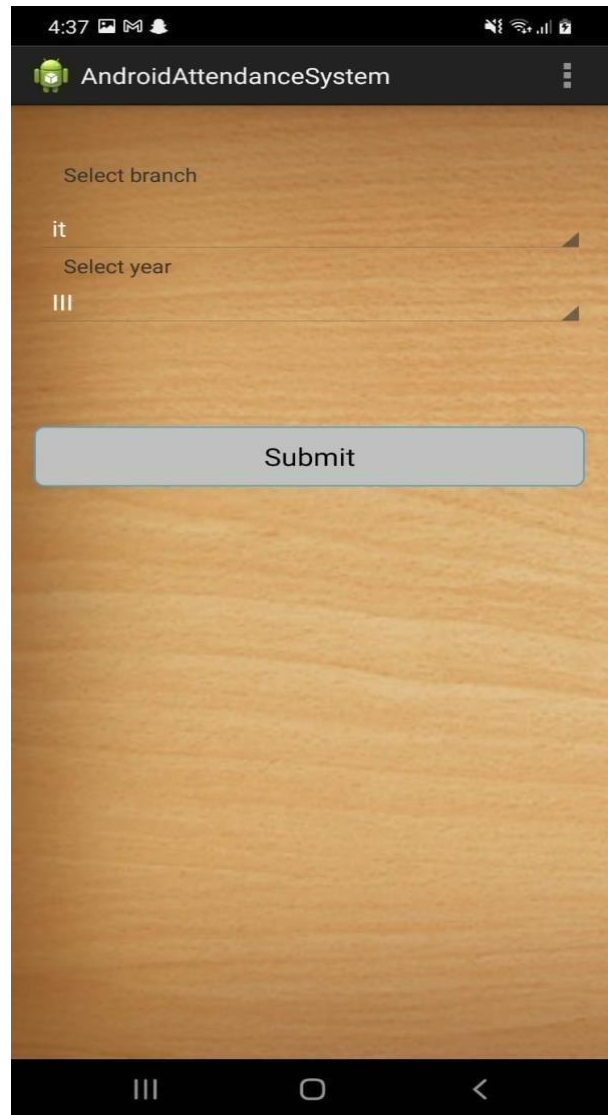 4:37
AndroidAttendanceSystem
Select branch
it
Select year
III
Submit